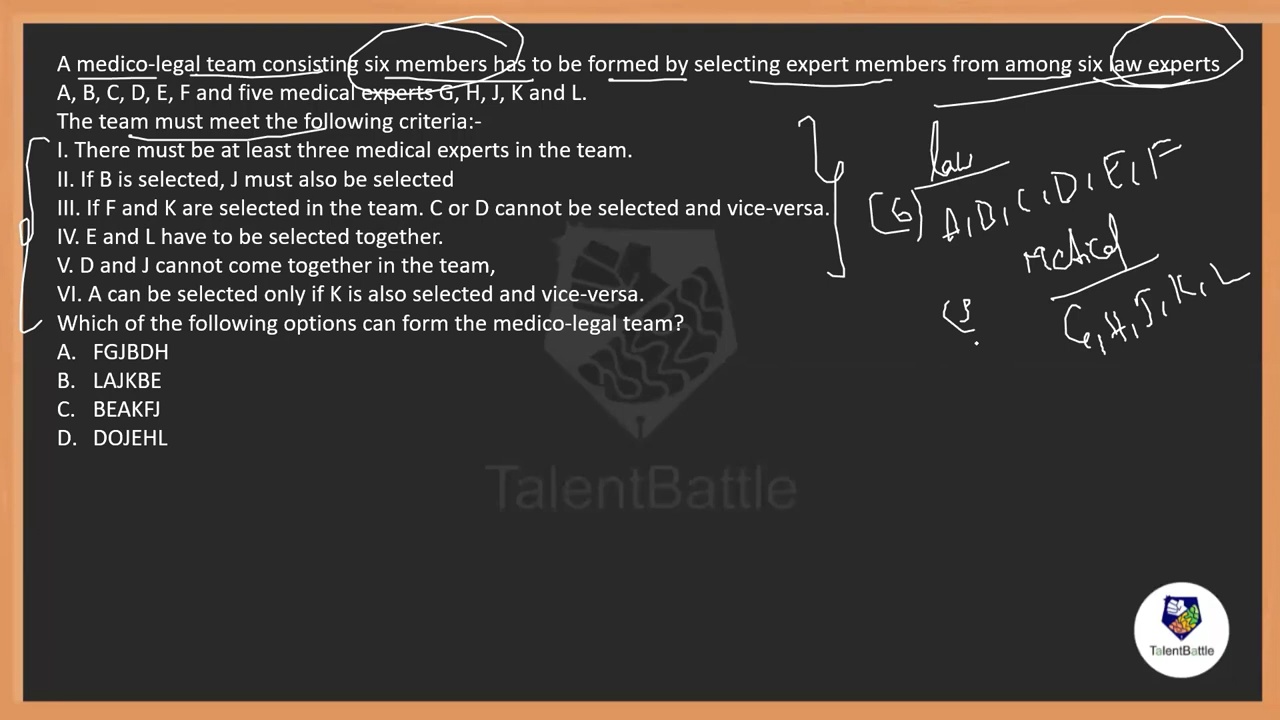 A medico-legal team consisting six members has to be formed by selecting expert members from among six law experts
A, B, C, D, E, F and five medical experts G, H, J, K and L.
The team must meet the following criteria:-
I. There must be at least three medical experts in the team.
II. If B is selected, J must also be selected
III. If F and K are selected in the team. C or D cannot be selected and vice-versa.
IV. E and L have to be selected together.
V. D and J cannot come together in the team,
VI. A can be selected only if K is also selected and vice-versa.
Which of the following options can form the medico-legal team?
A. FGJBDH
B. LAJKBE
C. BEAKFJ
D. DOJEHL
law
(6) A, B, C, D, E, F
medical
G, H, J, K, L
TalentBattle
TalentBattle